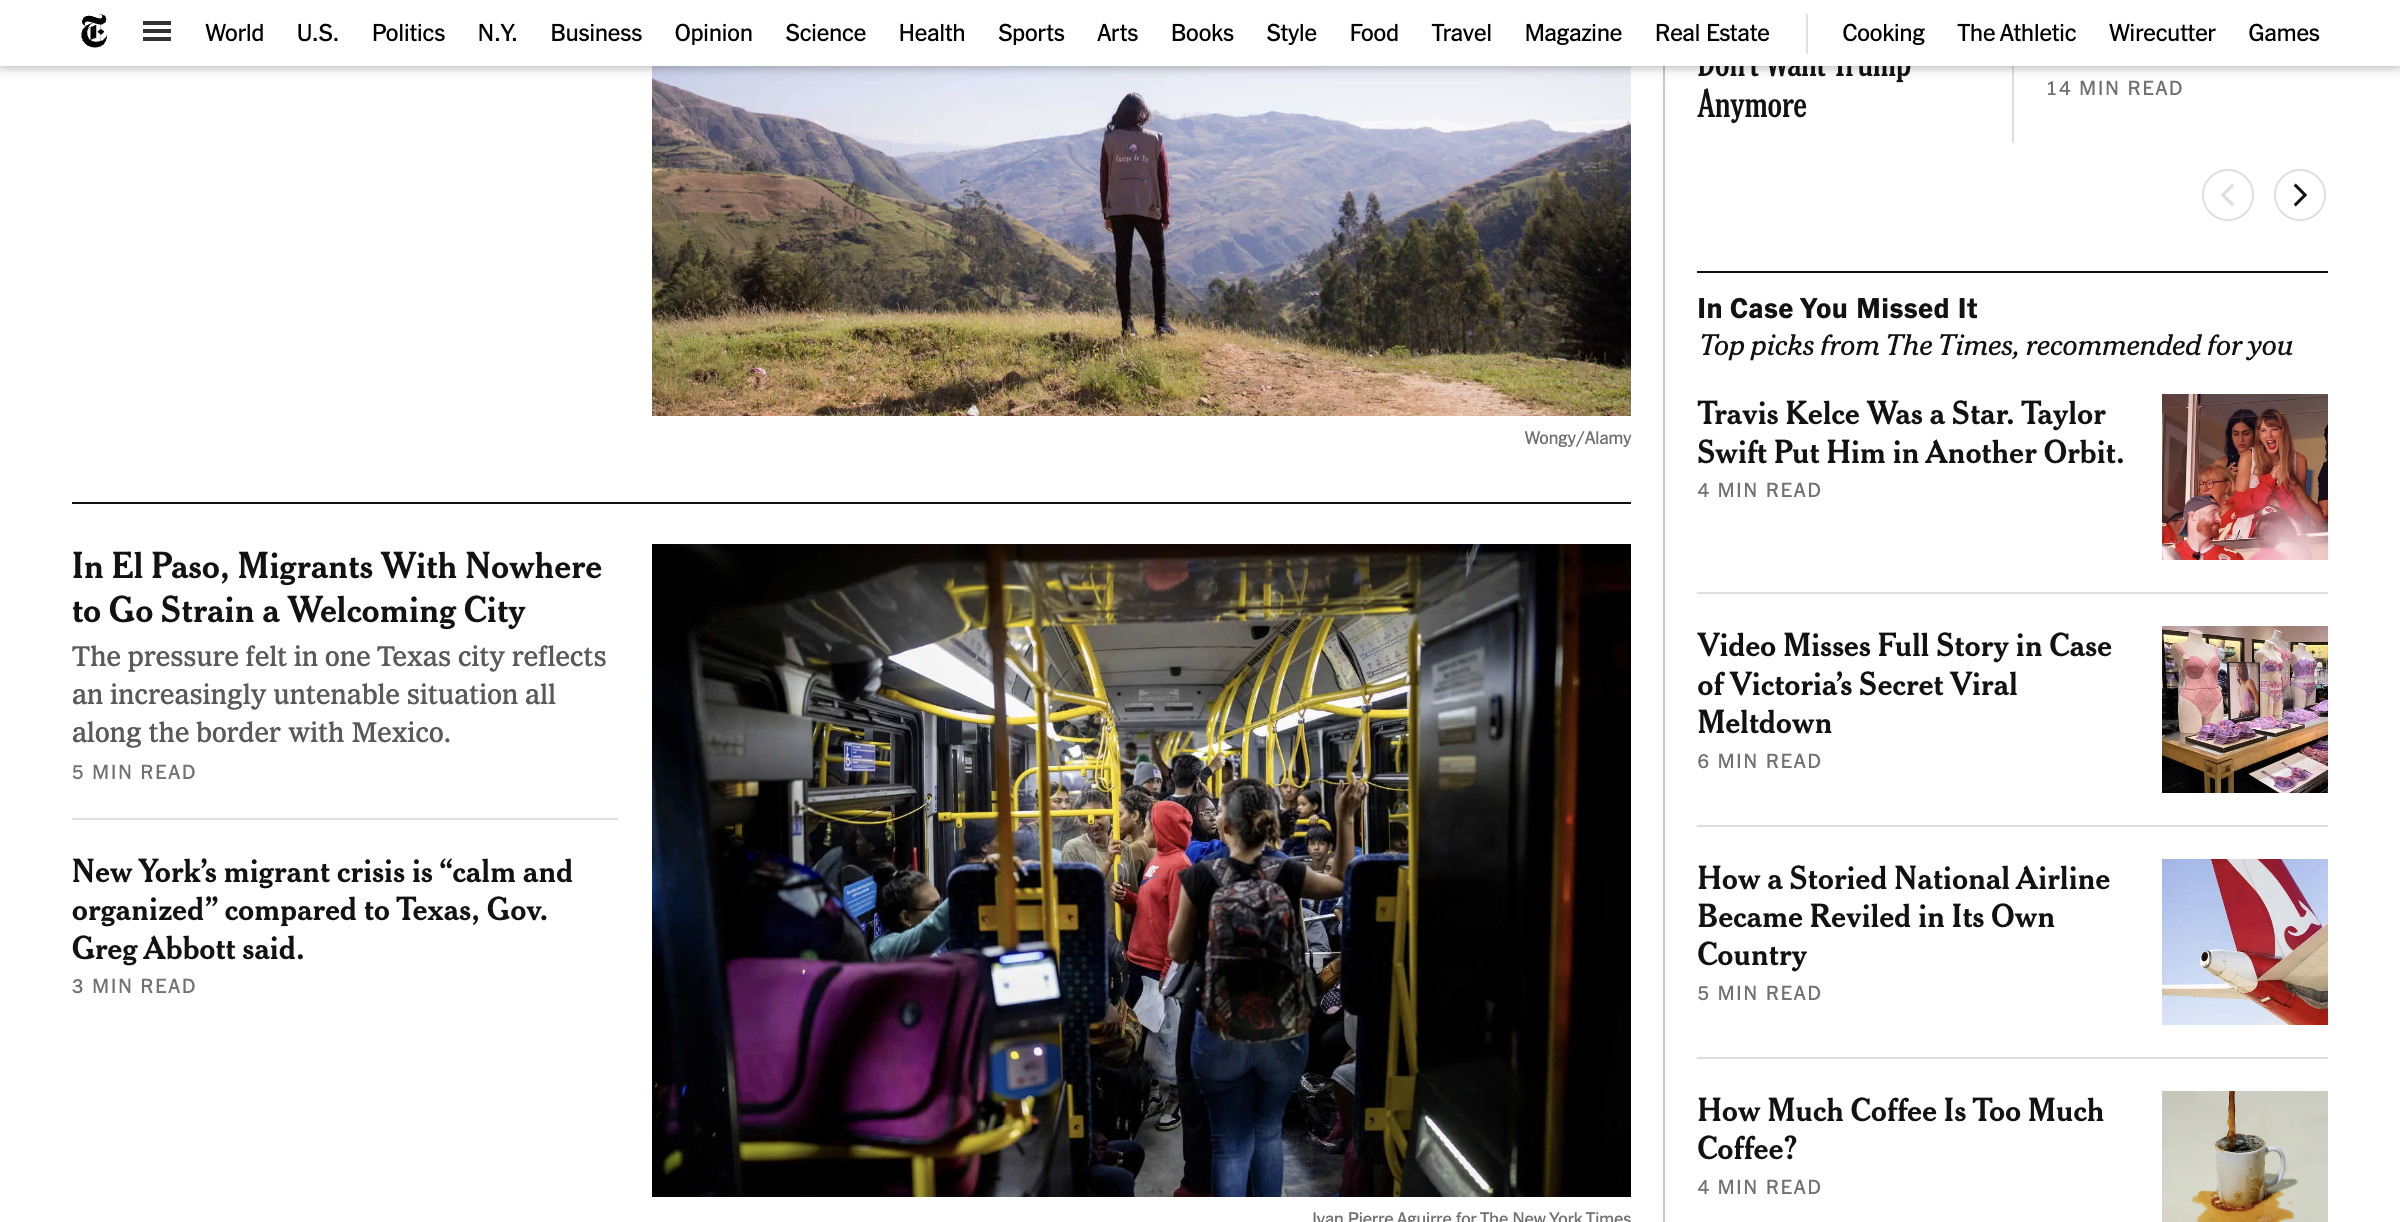 World U.S. Politics N.Y. Business Opinion Science Health Sports Arts Books Style Food Travel Magazine Real Estate Cooking The Athletic Wirecutter Games
Cuerpo de Paz
Wongy/Alamy
In El Paso, Migrants With Nowhere
to Go Strain a Welcoming City
The pressure felt in one Texas city reflects
an increasingly untenable situation all
along the border with Mexico.
5 MIN READ
New York’s migrant crisis is “calm and
organized” compared to Texas, Gov.
Greg Abbott said.
3 MIN READ
Ivan Pierre Aguirre for The New York Times
Don’t Want Trump
Anymore
14 MIN READ
In Case You Missed It
Top picks from The Times, recommended for you
Travis Kelce Was a Star. Taylor
Swift Put Him in Another Orbit.
4 MIN READ
Video Misses Full Story in Case
of Victoria’s Secret Viral
Meltdown
6 MIN READ
How a Storied National Airline
Became Reviled in Its Own
Country
5 MIN READ
How Much Coffee Is Too Much
Coffee?
4 MIN READ